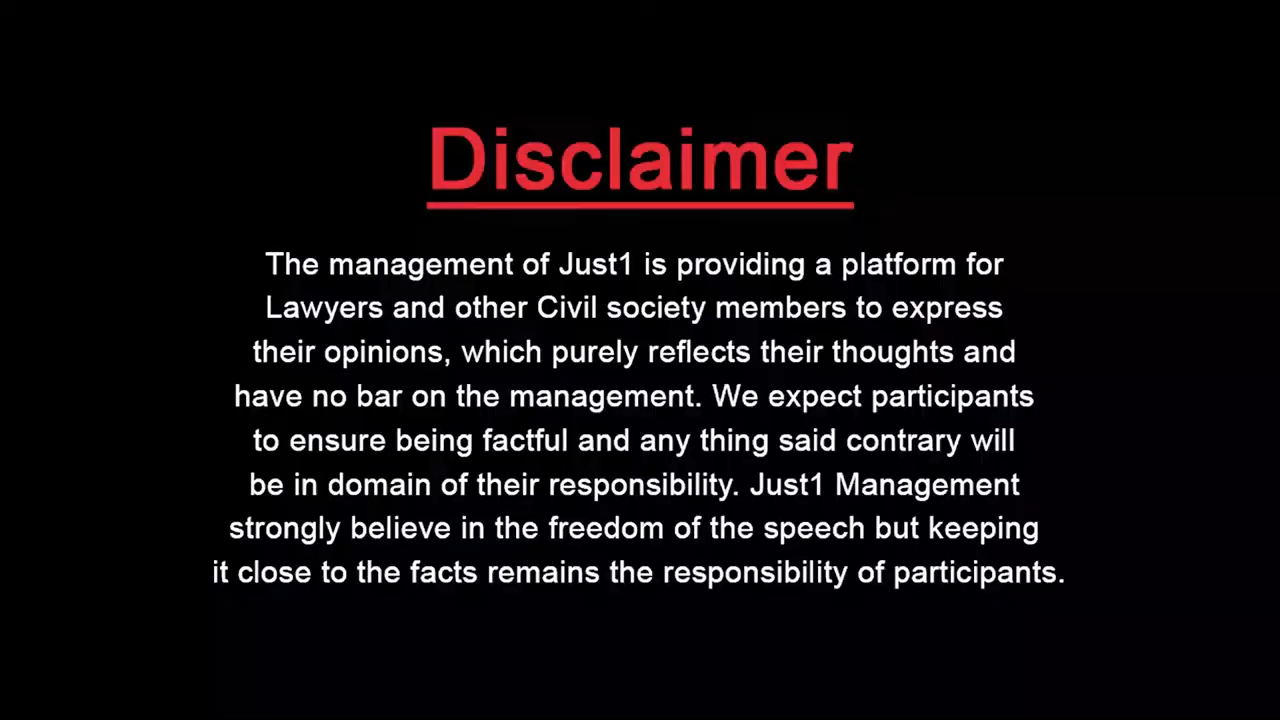 Disclaimer
The management of Just1 is providing a platform for
Lawyers and other Civil society members to express
their opinions, which purely reflects their thoughts and
have no bar on the management. We expect participants
to ensure being factful and any thing said contrary will
be in domain of their responsibility. Just1 Management
strongly believe in the freedom of the speech but keeping
it close to the facts remains the responsibility of participants.